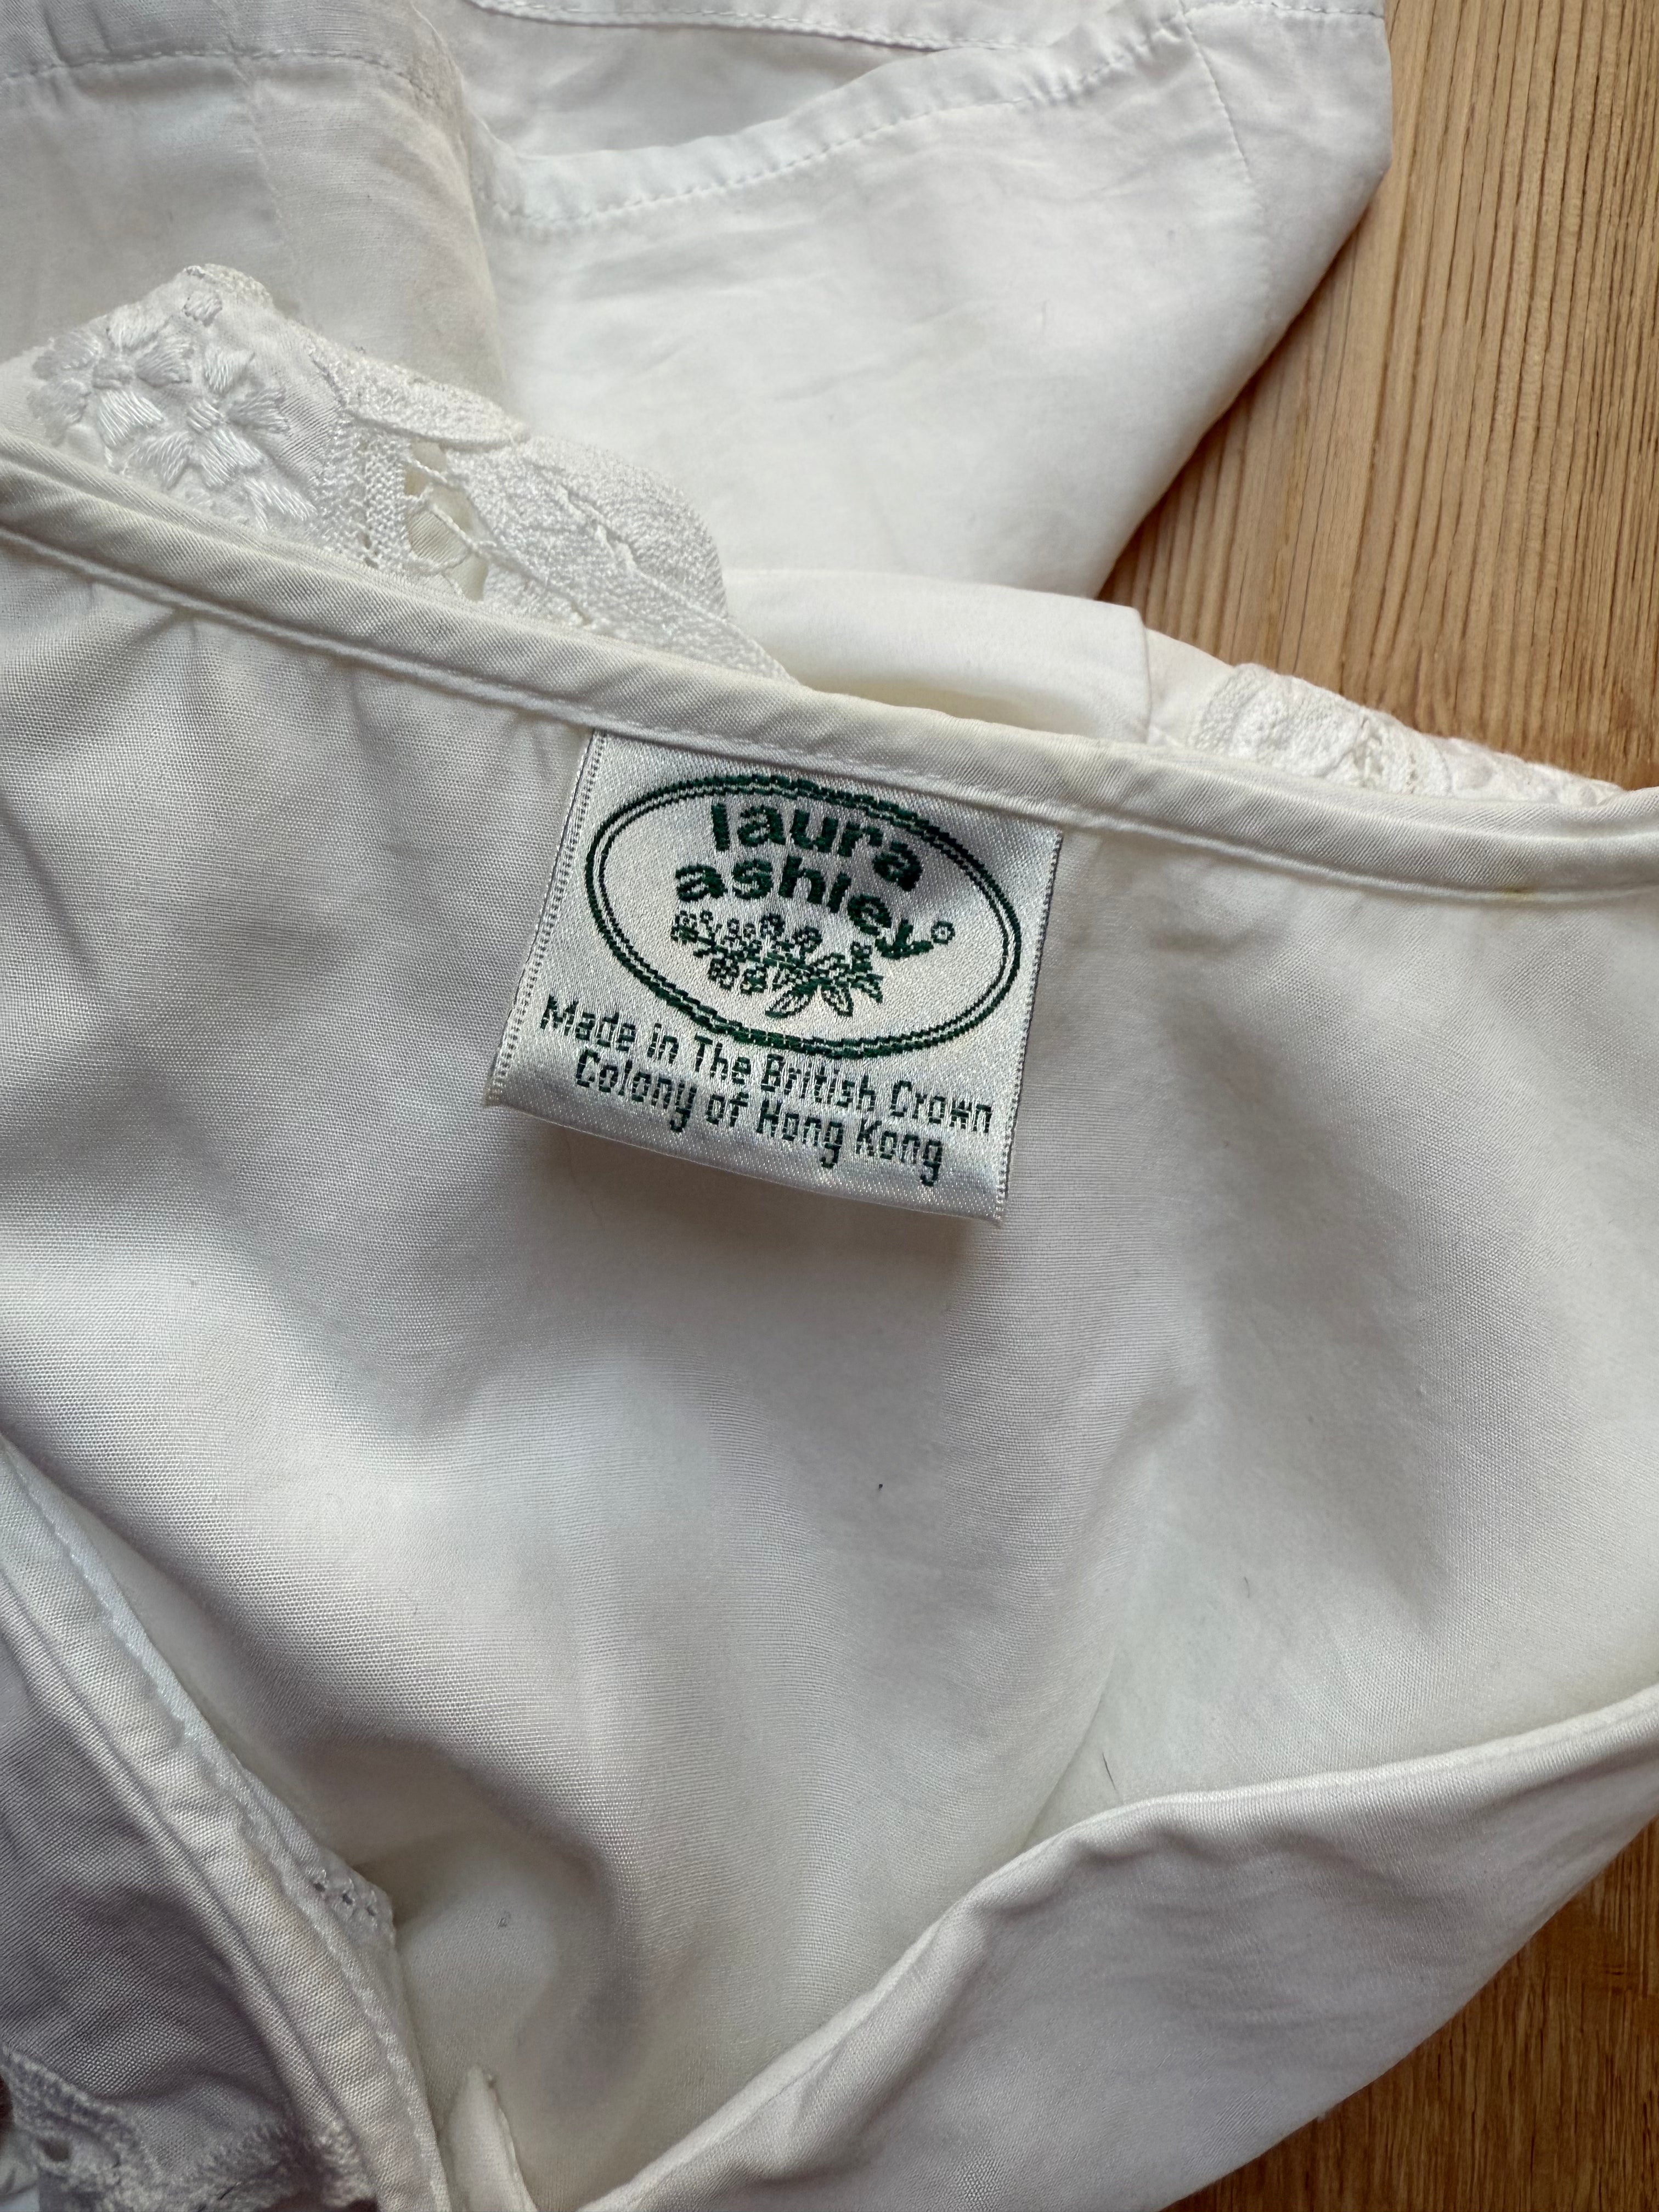 laura
ashley®
Made in The British Crown
Colony of Hong Kong